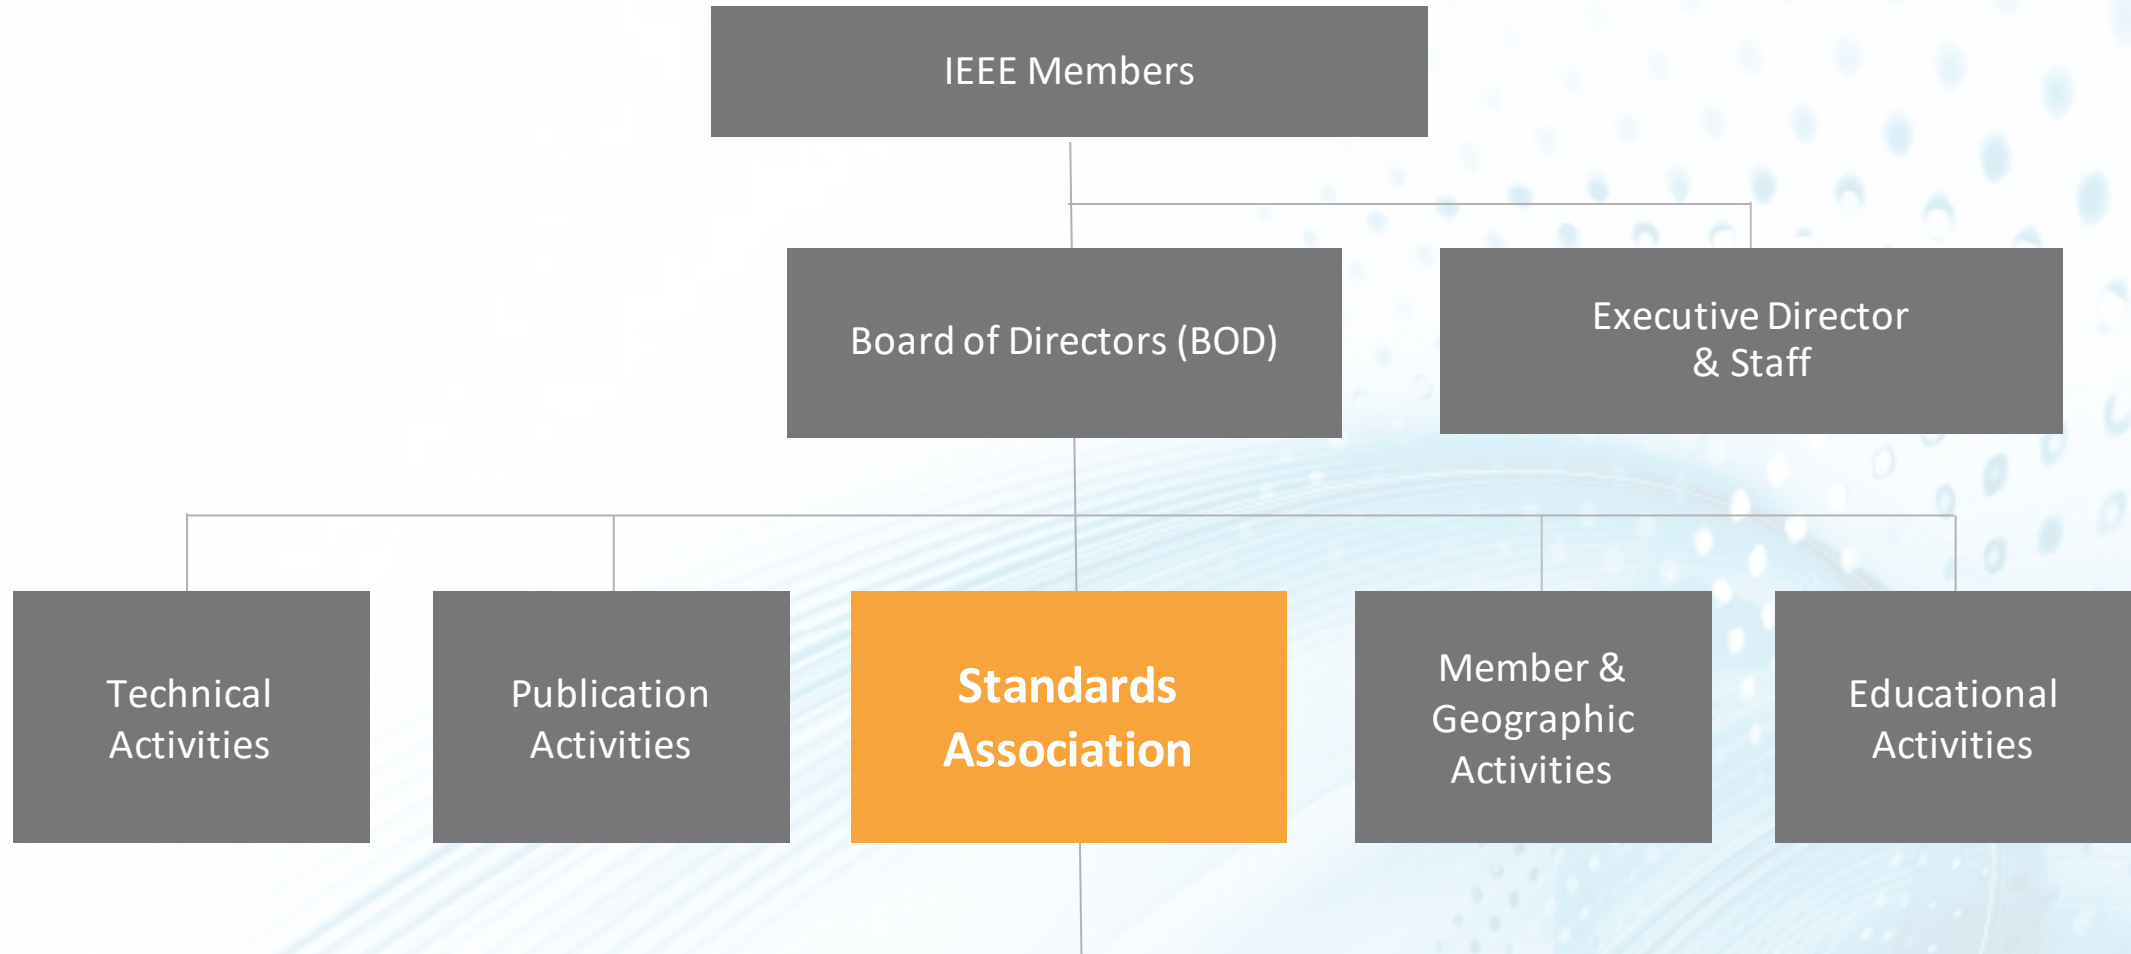 IEEE Members
Board of Directors (BOD)
Executive Director
& Staff
Technical
Activities
Publication
Activities
Standards
Association
Member &
Geographic
Activities
Educational
Activities